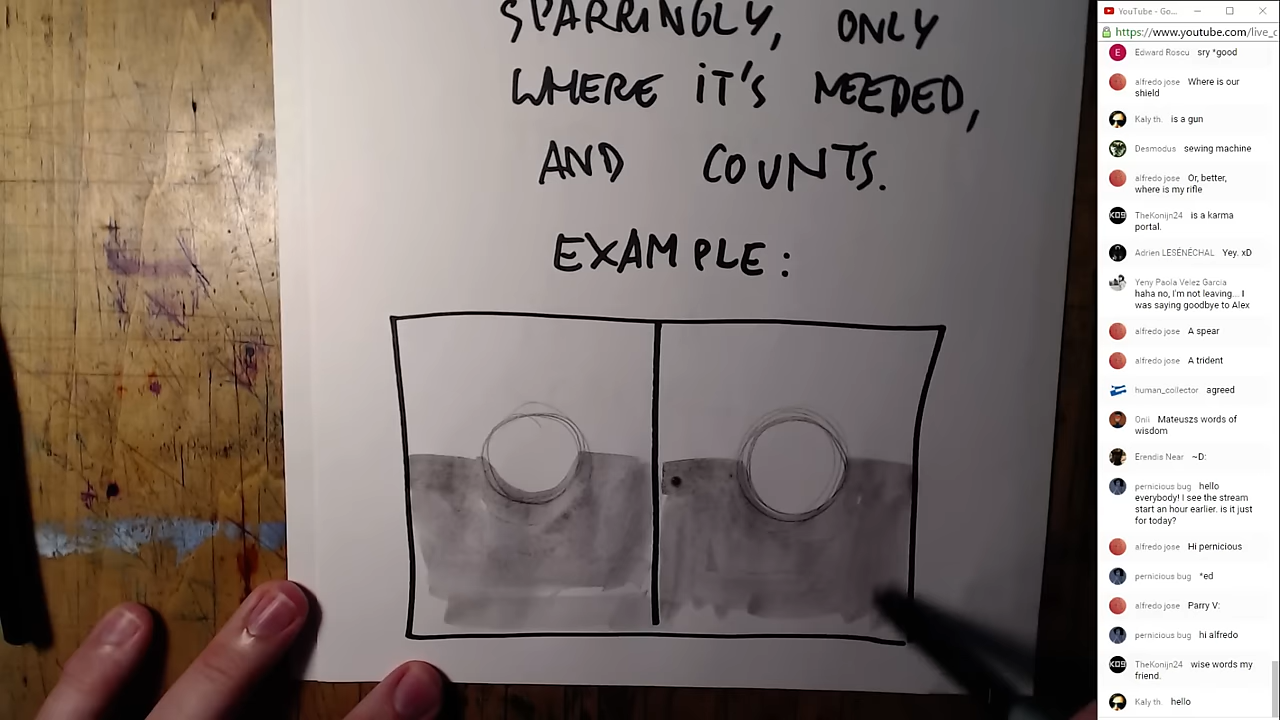 SPARRINGLY, ONLY
WHERE IT'S NEEDED,
AND COUNTS.
EXAMPLE:
YouTube - Go...
https://www.youtube.com/live_c
Edward Roscu sry *good
alfredo jose Where is our
shield
Kaly th. is a gun
Desmodus sewing machine
alfredo jose Or, better,
where is my rifle
TheKonijn24 is a karma
portal.
Adrien LESÉNÉCHAL Yey. xD
Yeny Paola Velez Garcia
haha no, I'm not leaving... I
was saying goodbye to Alex
alfredo jose A spear
alfredo jose A trident
human_collector agreed
Onii Mateuszs words of
wisdom
Erendis Near ~D:
pernicious bug hello
everybody! I see the stream
start an hour earlier. is it just
for today?
alfredo jose Hi pernicious
pernicious bug *ed
alfredo jose Parry V:
pernicious bug hi alfredo
TheKonijn24 wise words my
friend.
Kaly th. hello